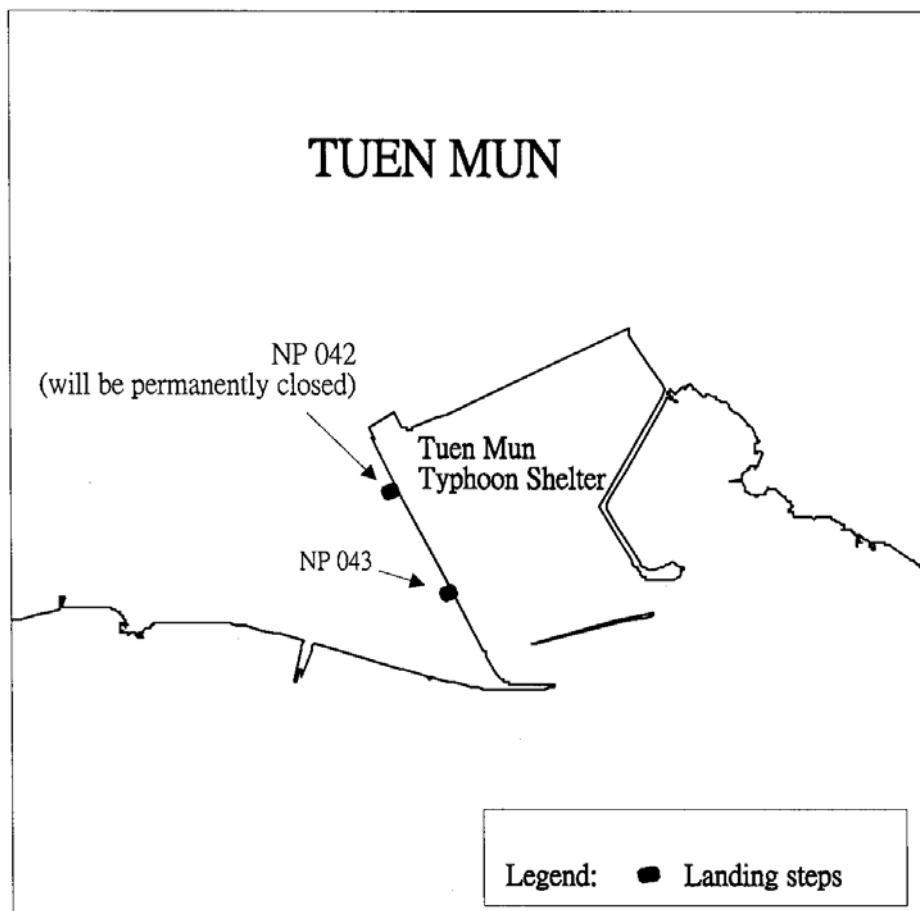 TUEN MUN
NP 042
(will be permanently closed)
Tuen Mun
Typhoon Shelter
NP 043
Legend: Landing steps